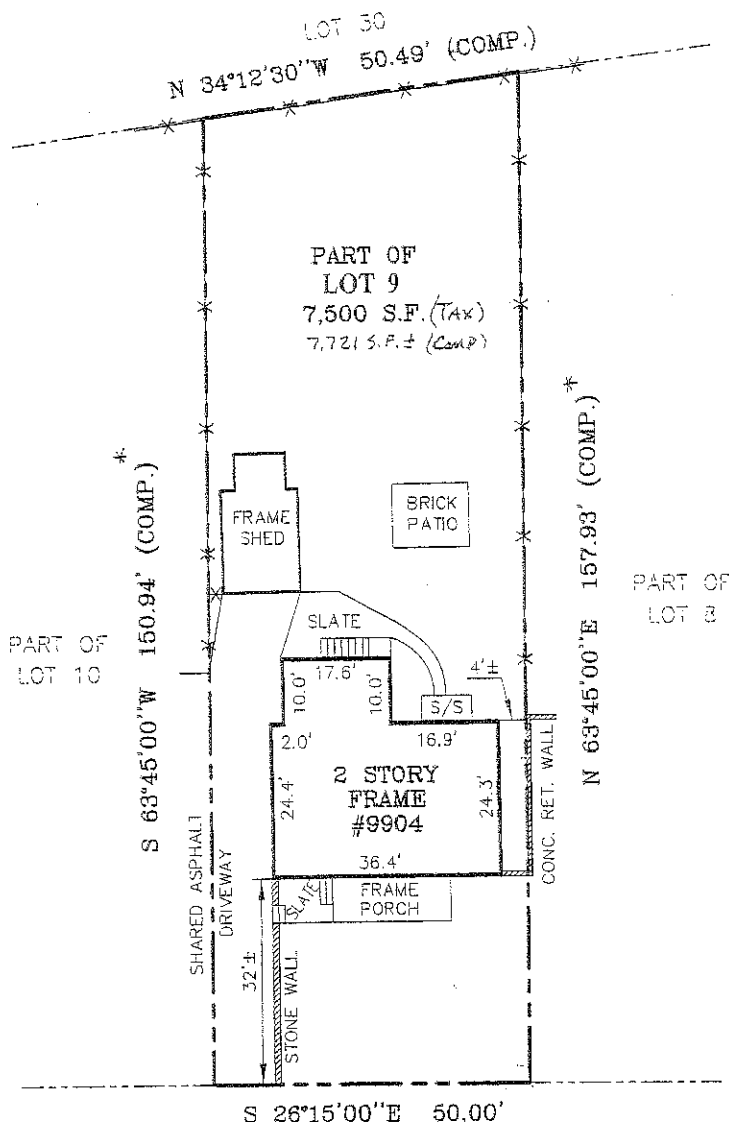 LOT 30
N 34°12'30"W 50.49' (COMP.)
PART OF
LOT 9
7,500 S.F. (TAX)
7,721 S.F. ± (COMP)
S 63°45'00"W 150.94' (COMP.)*
N 63°45'00"E 157.93' (COMP.)*
FRAME
SHED
BRICK
PATIO
PART OF
LOT 10
PART OF
LOT 8
SLATE
17.6'
10.0'
10.0'
S/S
4'±
2.0'
16.9'
2 STORY
FRAME
#9904
24.4'
24.3'
36.4'
CONC. RET. WALL
SHARED ASPHALT
DRIVEWAY
SLATE
FRAME
PORCH
32'±
STONE WALL
S 26°15'00"E 50.00'